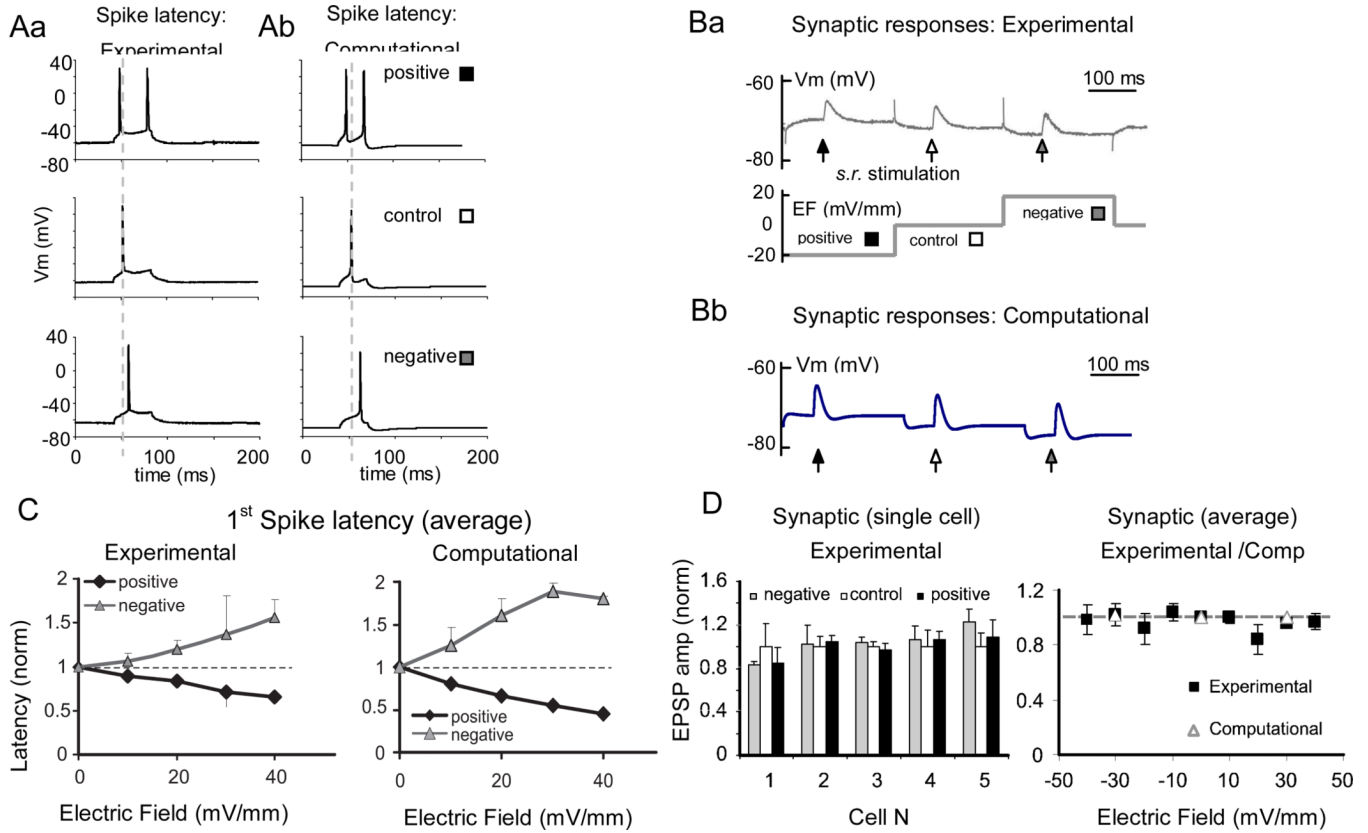 Aa
Spike latency:
Experimental
40
0
-40
-80
Vm (mV)
40
0
-40
-80
0
100
200
time (ms)
Ab
Spike latency:
Computational
positive
control
negative
0
100
200
time (ms)
Ba
Synaptic responses: Experimental
-60
Vm (mV)
100 ms
-80
s.r. stimulation
20
EF (mV/mm)
negative
0
positive
control
-20
Bb
Synaptic responses: Computational
-60
Vm (mV)
100 ms
-80
C
1st Spike latency (average)
Experimental
2
positive
negative
1.5
1
0.5
0
Latency (norm)
0
20
40
Electric Field (mV/mm)
Computational
2
1.5
1
0.5
positive
negative
0
0
20
40
Electric Field (mV/mm)
D
Synaptic (single cell)
Experimental
1.6
negative
control
positive
1.2
0.8
0.4
0
EPSP amp (norm)
1
2
3
4
5
Cell N
Synaptic (average)
Experimental /Comp
1.2
0.8
Experimental
0.4
Computational
0
-50
-30
-10
10
30
50
Electric Field (mV/mm)